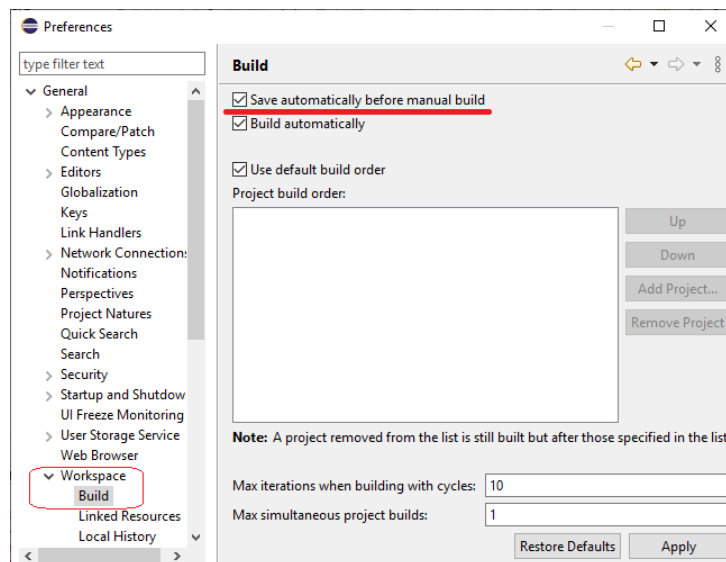 Preferences
type filter text
General
Appearance
Compare/Patch
Content Types
Editors
Globalization
Keys
Link Handlers
Network Connections
Notifications
Perspectives
Project Natures
Quick Search
Search
Security
Startup and Shutdow
UI Freeze Monitoring
User Storage Service
Web Browser
Workspace
Build
Linked Resources
Local History
Build
Save automatically before manual build
Build automatically
Use default build order
Project build order:
Up
Down
Add Project...
Remove Project
Note: A project removed from the list is still built but after those specified in the list
Max iterations when building with cycles: 10
Max simultaneous project builds: 1
Restore Defaults Apply